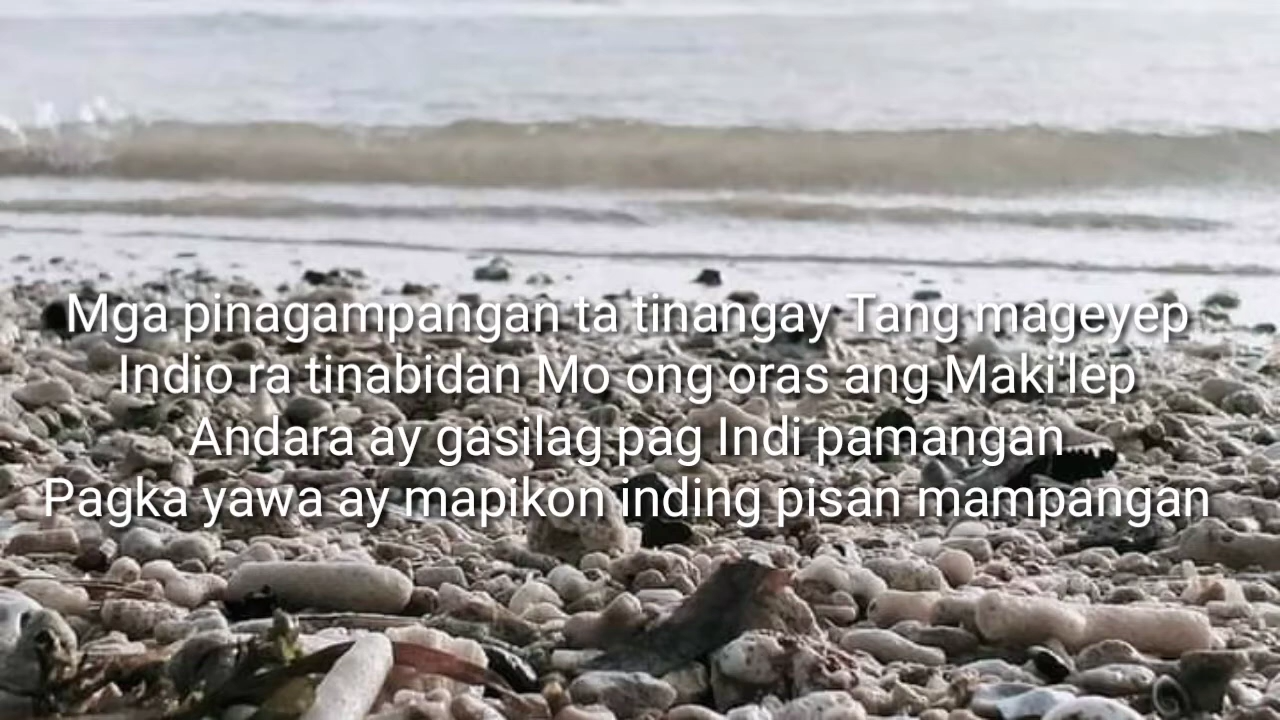 Mga pinagampangan ta tinangay Tang mageyep
Indio ra tinabidan Mo ong oras ang Maki'lep
Andara ay gasilag pag Indi pamangan
Pagka yawa ay mapikon inding pisan mampangan